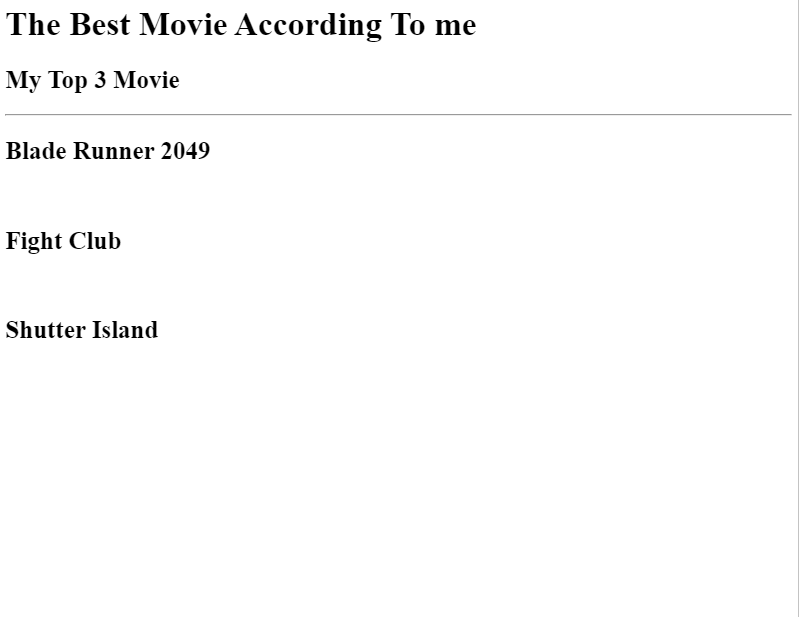 The Best Movie According To me
My Top 3 Movie
Blade Runner 2049
Fight Club
Shutter Island